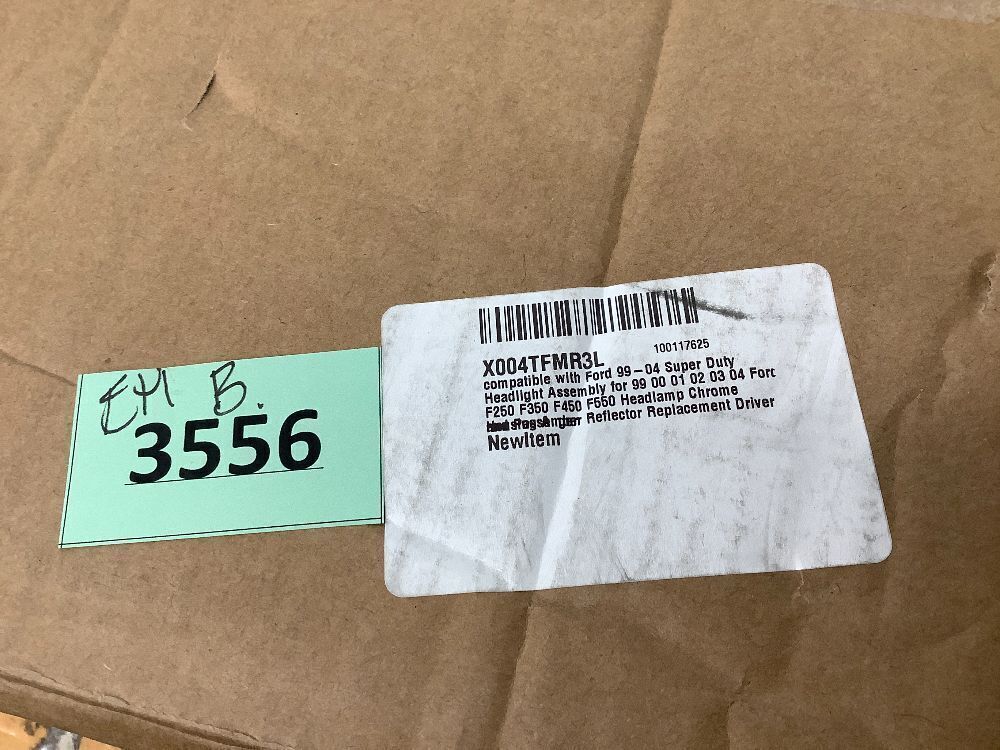 B.
3556
X004TFMR3L
100117625
compatible with Ford 99-04 Super Duty
Headlight Assembly for 99 00 01 02 03 04 Ford
F250 F350 F450 F550 Headlamp Chrome
Reflector Replacement Driver
NewItem